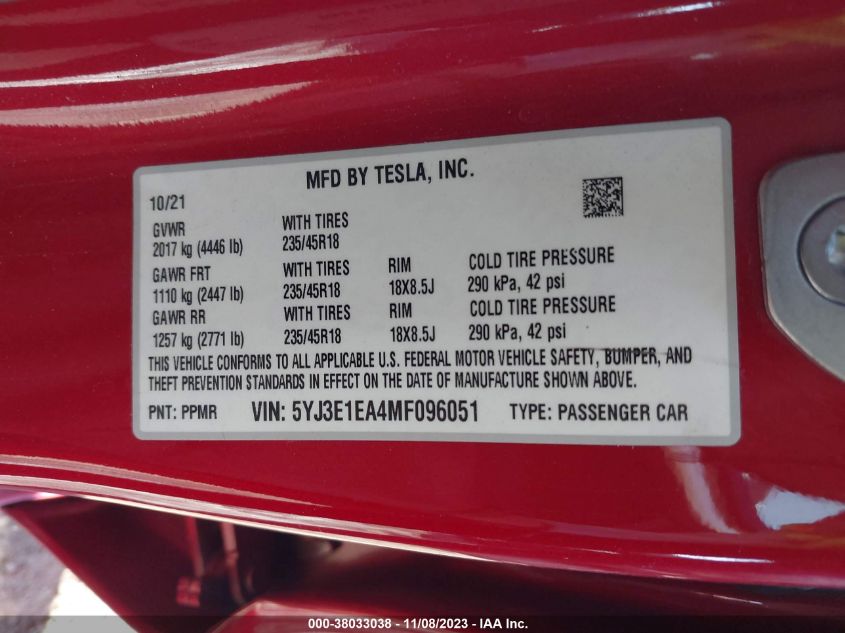 MFD BY TESLA, INC.
10/21
GVWR WITH TIRES
2017 kg (4446 lb) 235/45R18
GAWR FRT WITH TIRES RIM COLD TIRE PRESSURE
1110 kg (2447 lb) 235/45R18 18X8.5J 290 kPa, 42 psi
GAWR RR WITH TIRES RIM COLD TIRE PRESSURE
1257 kg (2771 lb) 235/45R18 18X8.5J 290 kPa, 42 psi
THIS VEHICLE CONFORMS TO ALL APPLICABLE U.S. FEDERAL MOTOR VEHICLE SAFETY, BUMPER, AND
THEFT PREVENTION STANDARDS IN EFFECT ON THE DATE OF MANUFACTURE SHOWN ABOVE.
PNT: PPMR VIN: 5YJ3E1EA4MF096051 TYPE: PASSENGER CAR
000-38033038 - 11/08/2023 - IAA Inc.